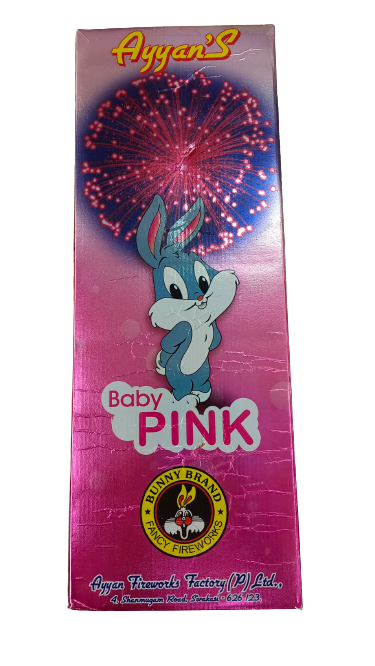 Ayyan'S
Baby
PINK
BUNNY BRAND
FANCY FIREWORKS
Ayyan Fireworks Factory (P) Ltd.,
4, Shanmugam Road, Sivakasi - 626 123.